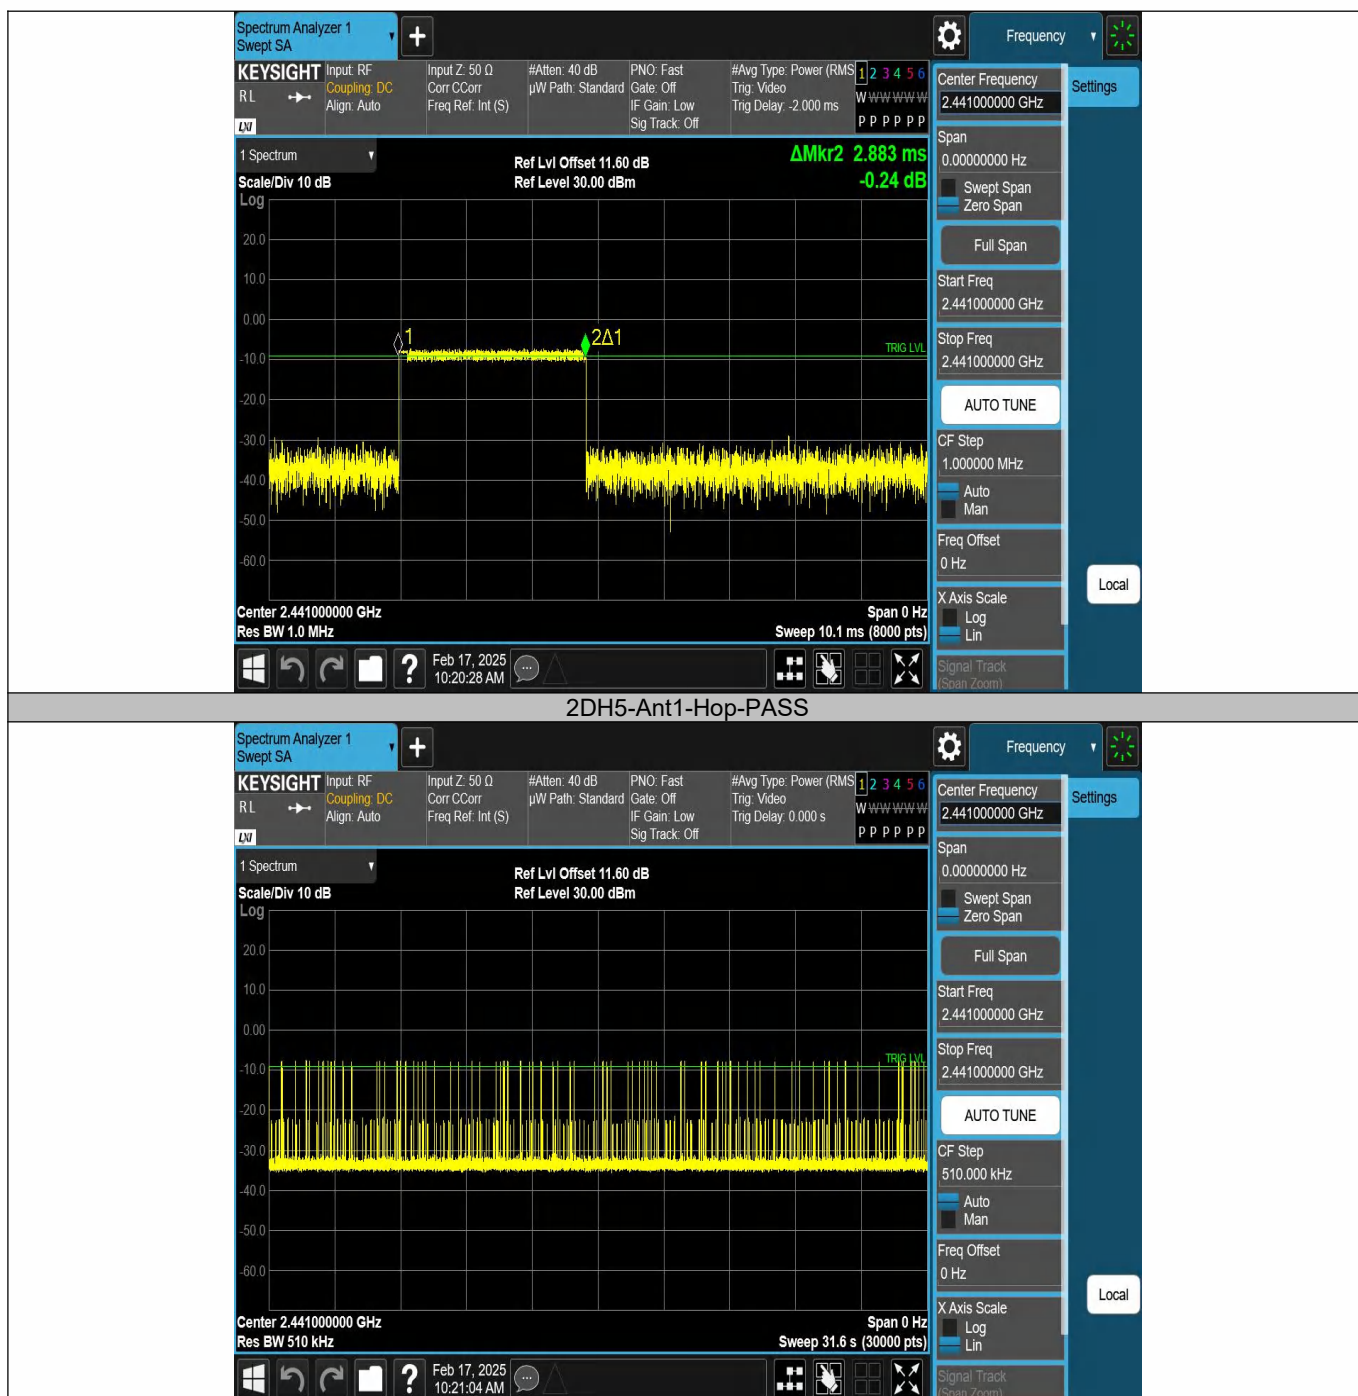 Spectrum Analyzer 1
Swept SA
+
Frequency
KEYSIGHT
RL
LXI
Input: RF
Coupling: DC
Align: Auto
Input Z: 50 Ω
Corr CCorr
Freq Ref: Int (S)
#Atten: 40 dB
µW Path: Standard
PNO: Fast
Gate: Off
IF Gain: Low
Sig Track: Off
#Avg Type: Power (RMS
Trig: Video
Trig Delay: -2.000 ms
1 2 3 4 5 6
W W W W W W
P P P P P P
1 Spectrum
Scale/Div 10 dB
Log
Ref Lvl Offset 11.60 dB
Ref Level 30.00 dBm
ΔMkr2 2.883 ms
-0.24 dB
20.0
10.0
0.00
-10.0
-20.0
-30.0
-40.0
-50.0
-60.0
1
2Δ1
TRIG LVL
Center 2.441000000 GHz
Res BW 1.0 MHz
Span 0 Hz
Sweep 10.1 ms (8000 pts)
Feb 17, 2025
10:20:28 AM
Center Frequency
2.441000000 GHz
Settings
Span
0.00000000 Hz
Swept Span
Zero Span
Full Span
Start Freq
2.441000000 GHz
Stop Freq
2.441000000 GHz
AUTO TUNE
CF Step
1.000000 MHz
Auto
Man
Freq Offset
0 Hz
X Axis Scale
Log
Lin
Signal Track
(Span Zoom)
Local
2DH5-Ant1-Hop-PASS
Spectrum Analyzer 1
Swept SA
+
Frequency
KEYSIGHT
RL
LXI
Input: RF
Coupling: DC
Align: Auto
Input Z: 50 Ω
Corr CCorr
Freq Ref: Int (S)
#Atten: 40 dB
µW Path: Standard
PNO: Fast
Gate: Off
IF Gain: Low
Sig Track: Off
#Avg Type: Power (RMS
Trig: Video
Trig Delay: 0.000 s
1 2 3 4 5 6
W W W W W W
P P P P P P
1 Spectrum
Scale/Div 10 dB
Log
Ref Lvl Offset 11.60 dB
Ref Level 30.00 dBm
20.0
10.0
0.00
-10.0
-20.0
-30.0
-40.0
-50.0
-60.0
TRIG LVL
Center 2.441000000 GHz
Res BW 510 kHz
Span 0 Hz
Sweep 31.6 s (30000 pts)
Feb 17, 2025
10:21:04 AM
Center Frequency
2.441000000 GHz
Settings
Span
0.00000000 Hz
Swept Span
Zero Span
Full Span
Start Freq
2.441000000 GHz
Stop Freq
2.441000000 GHz
AUTO TUNE
CF Step
510.000 kHz
Auto
Man
Freq Offset
0 Hz
X Axis Scale
Log
Lin
Signal Track
(Span Zoom)
Local